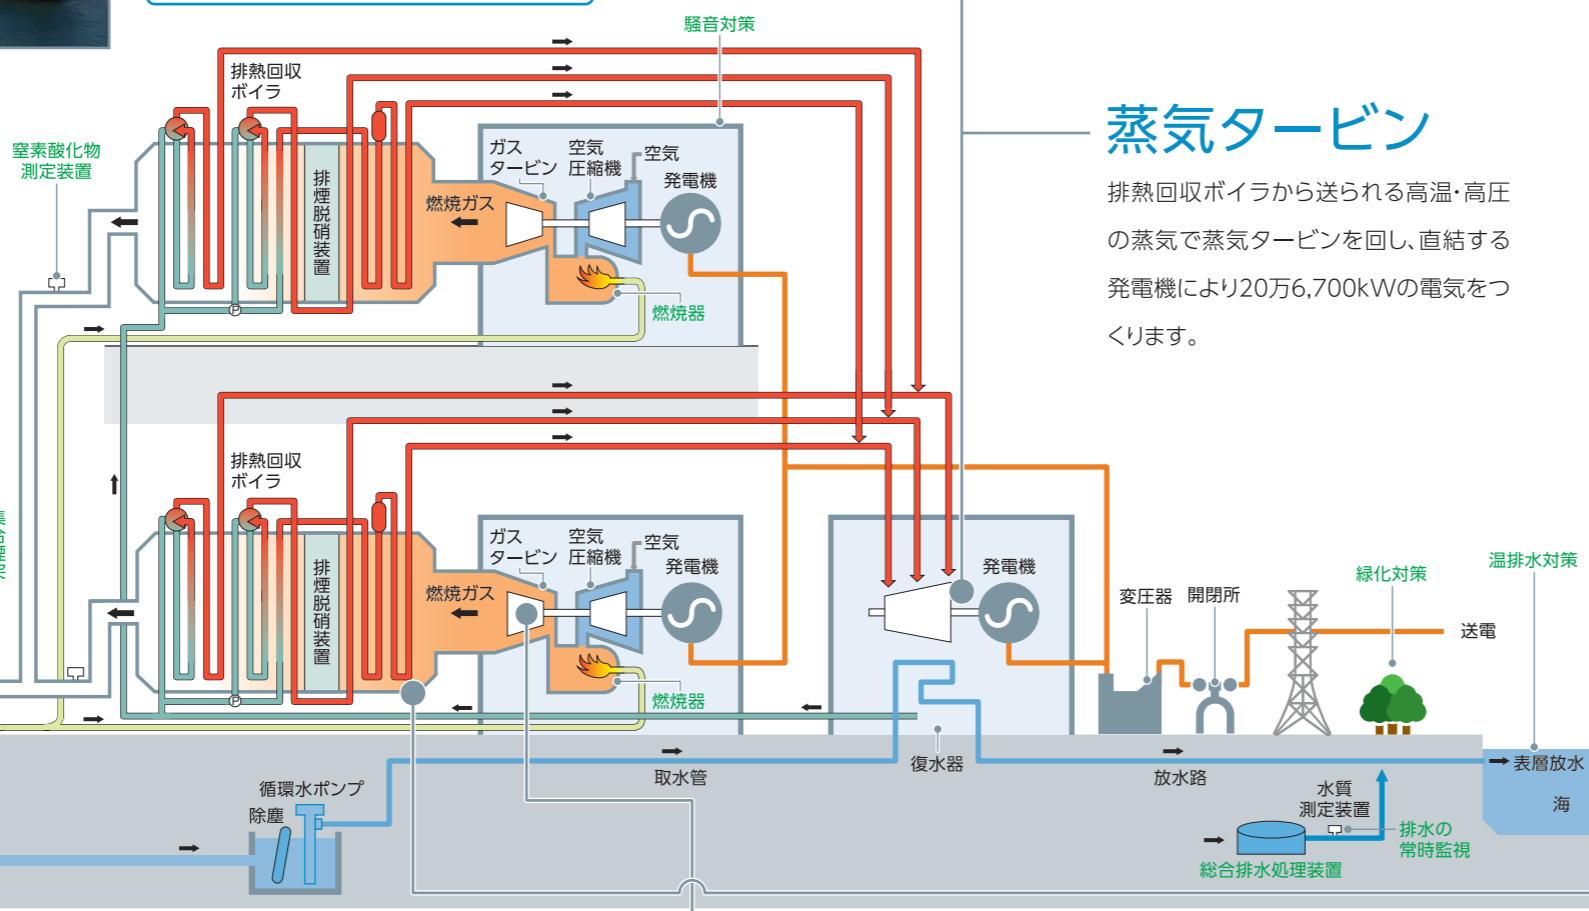 騒音対策
排熱回収
ボイラ
窒素酸化物
測定装置
排煙脱硝装置
燃焼ガス
ガス
タービン
空気
圧縮機
空気
発電機
燃焼器
蒸気タービン
排熱回収ボイラから送られる高温・高圧
の蒸気で蒸気タービンを回し、直結する
発電機により20万6,700kWの電気をつ
くります。
P
排熱回収
ボイラ
排煙脱硝装置
燃焼ガス
ガス
タービン
空気
圧縮機
空気
発電機
燃焼器
P
発電機
変圧器
開閉所
送電
緑化対策
温排水対策
復水器
取水管
放水路
表層放水
海
循環水ポンプ
除塵
水質
測定装置
排水の
常時監視
総合排水処理装置